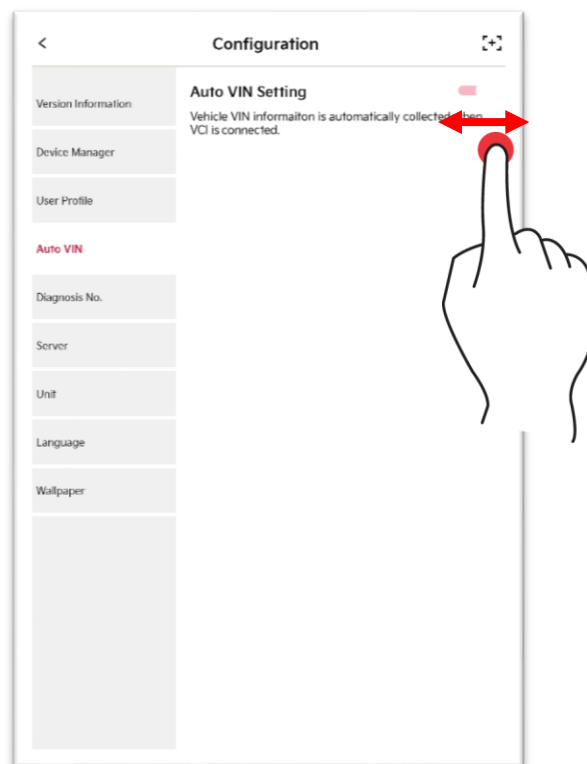 Configuration
Auto VIN Setting
Vehicle VIN informaiton is automatically collected when
VCI is connected.
Version Information
Device Manager
User Profile
Auto VIN
Diagnosis No.
Server
Unit
Language
Wallpaper